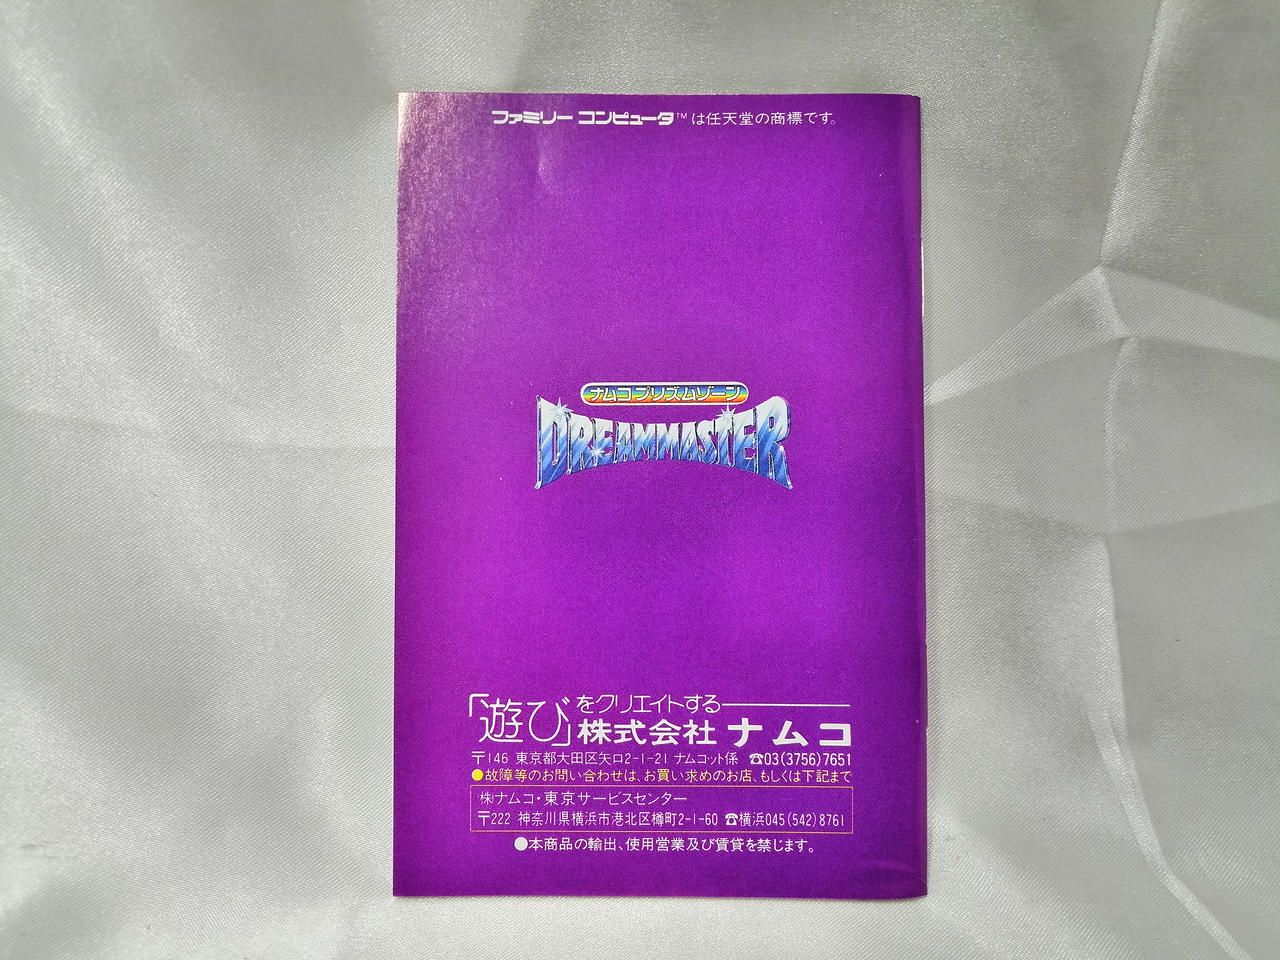 ファミリー コンピュータ™は任天堂の商標です。
ナムコプリズムゾーン
DREAMMASTER
「遊び」をクリエイトする
株式会社 ナムコ
〒146 東京都大田区矢口2-1-21 ナムコット係 ☎03(3756)7651
●故障等のお問い合わせは、お買い求めのお店、もしくは下記まで
(株)ナムコ・東京サービスセンター
〒222 神奈川県横浜市港北区樽町2-1-60 ☎横浜045(542)8761
●本商品の輸出、使用営業及び賃貸を禁じます。